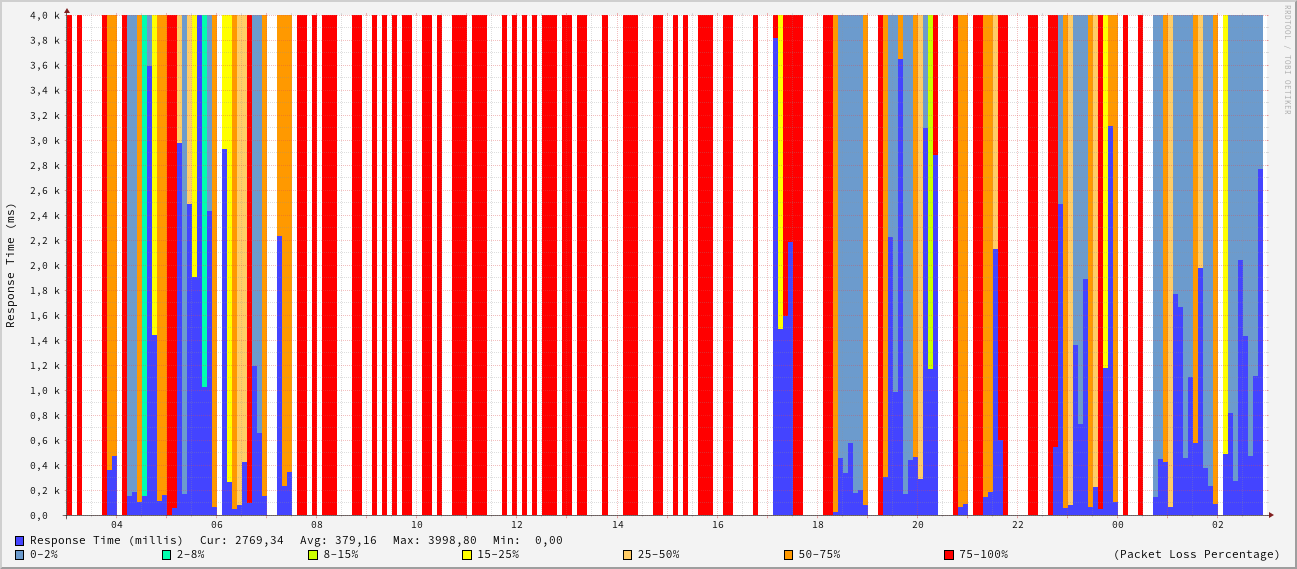 RRDTOOL / TOBI OETIKER
Response Time (ms)
4,0 k
3,8 k
3,6 k
3,4 k
3,2 k
3,0 k
2,8 k
2,6 k
2,4 k
2,2 k
2,0 k
1,8 k
1,6 k
1,4 k
1,2 k
1,0 k
0,8 k
0,6 k
0,4 k
0,2 k
0,0
04 06 08 10 12 14 16 18 20 22 00 02
Response Time (millis) Cur: 2769,34 Avg: 379,16 Max: 3998,80 Min: 0,00
0-2% 2-8% 8-15% 15-25% 25-50% 50-75% 75-100% (Packet Loss Percentage)